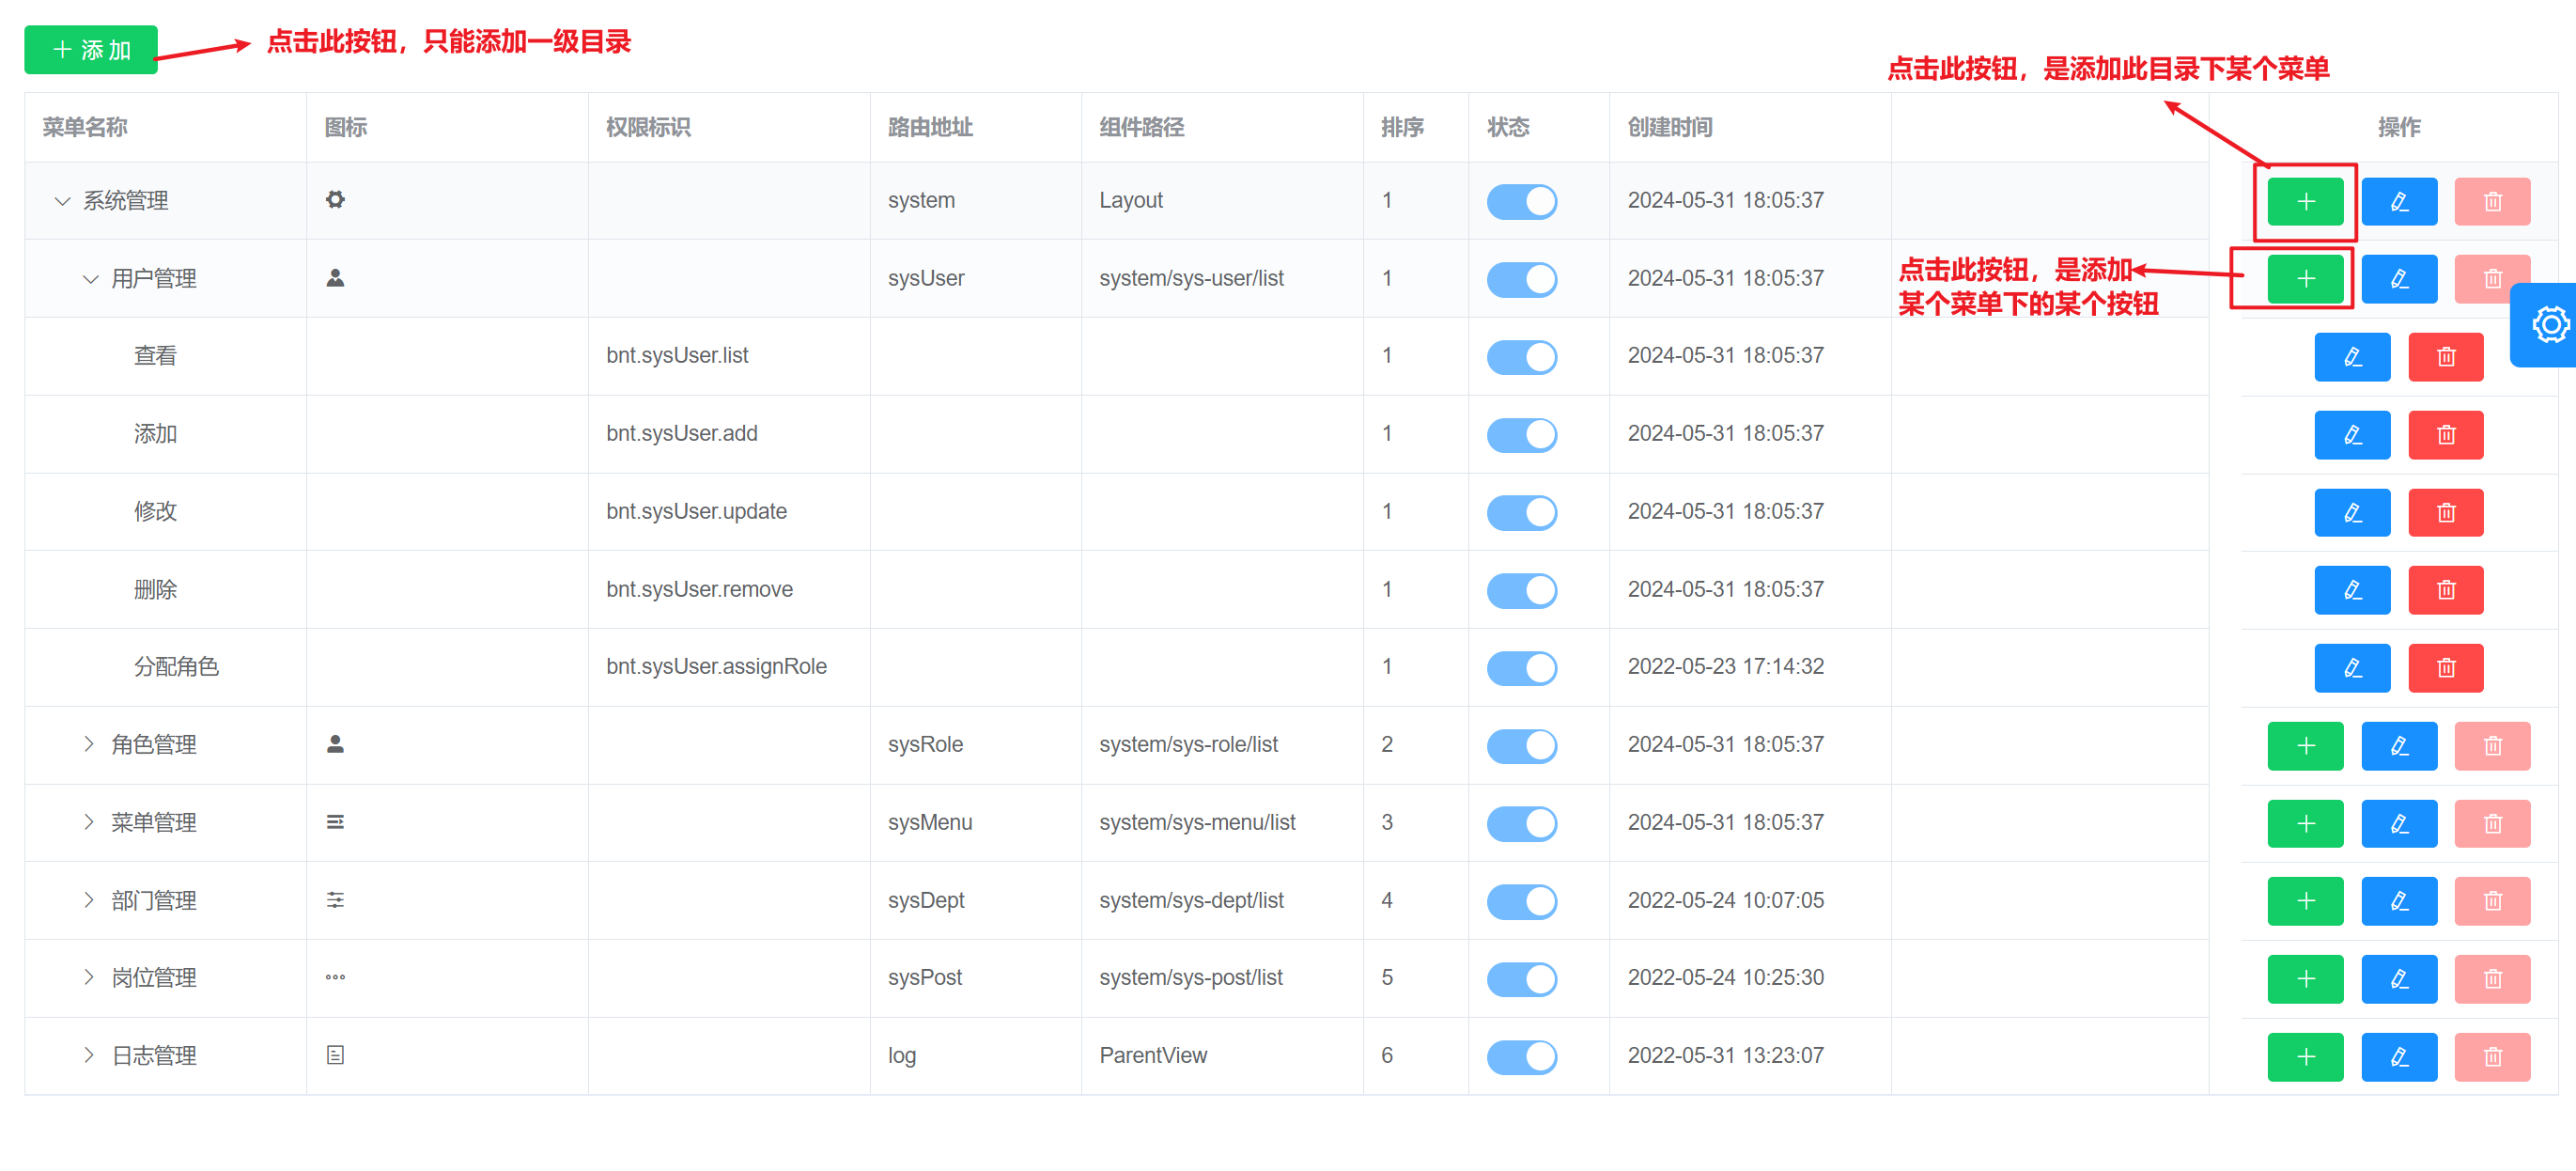 添加
点击此按钮，只能添加一级目录
点击此按钮，是添加此目录下某个菜单
菜单名称 图标 权限标识 路由地址 组件路径 排序 状态 创建时间 操作
系统管理 system Layout 1 2024-05-31 18:05:37
用户管理 sysUser system/sys-user/list 1 2024-05-31 18:05:37
点击此按钮，是添加
某个菜单下的某个按钮
查看 bnt.sysUser.list 1 2024-05-31 18:05:37
添加 bnt.sysUser.add 1 2024-05-31 18:05:37
修改 bnt.sysUser.update 1 2024-05-31 18:05:37
删除 bnt.sysUser.remove 1 2024-05-31 18:05:37
分配角色 bnt.sysUser.assignRole 1 2022-05-23 17:14:32
角色管理 sysRole system/sys-role/list 2 2024-05-31 18:05:37
菜单管理 sysMenu system/sys-menu/list 3 2024-05-31 18:05:37
部门管理 sysDept system/sys-dept/list 4 2022-05-24 10:07:05
岗位管理 sysPost system/sys-post/list 5 2022-05-24 10:25:30
日志管理 log ParentView 6 2022-05-31 13:23:07